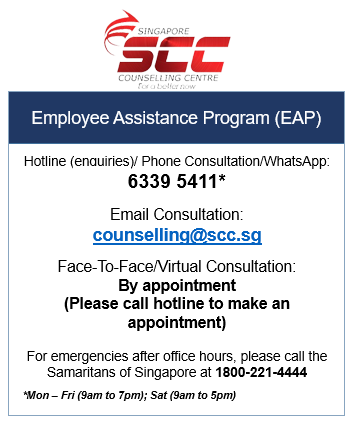 SINGAPORE
SCC
COUNSELLING CENTRE
For a better now
Employee Assistance Program (EAP)
Hotline (enquiries)/ Phone Consultation/WhatsApp:
6339 5411*
Email Consultation:
counselling@scc.sg
Face-To-Face/Virtual Consultation:
By appointment
(Please call hotline to make an
appointment)
For emergencies after office hours, please call the
Samaritans of Singapore at 1800-221-4444
*Mon – Fri (9am to 7pm); Sat (9am to 5pm)